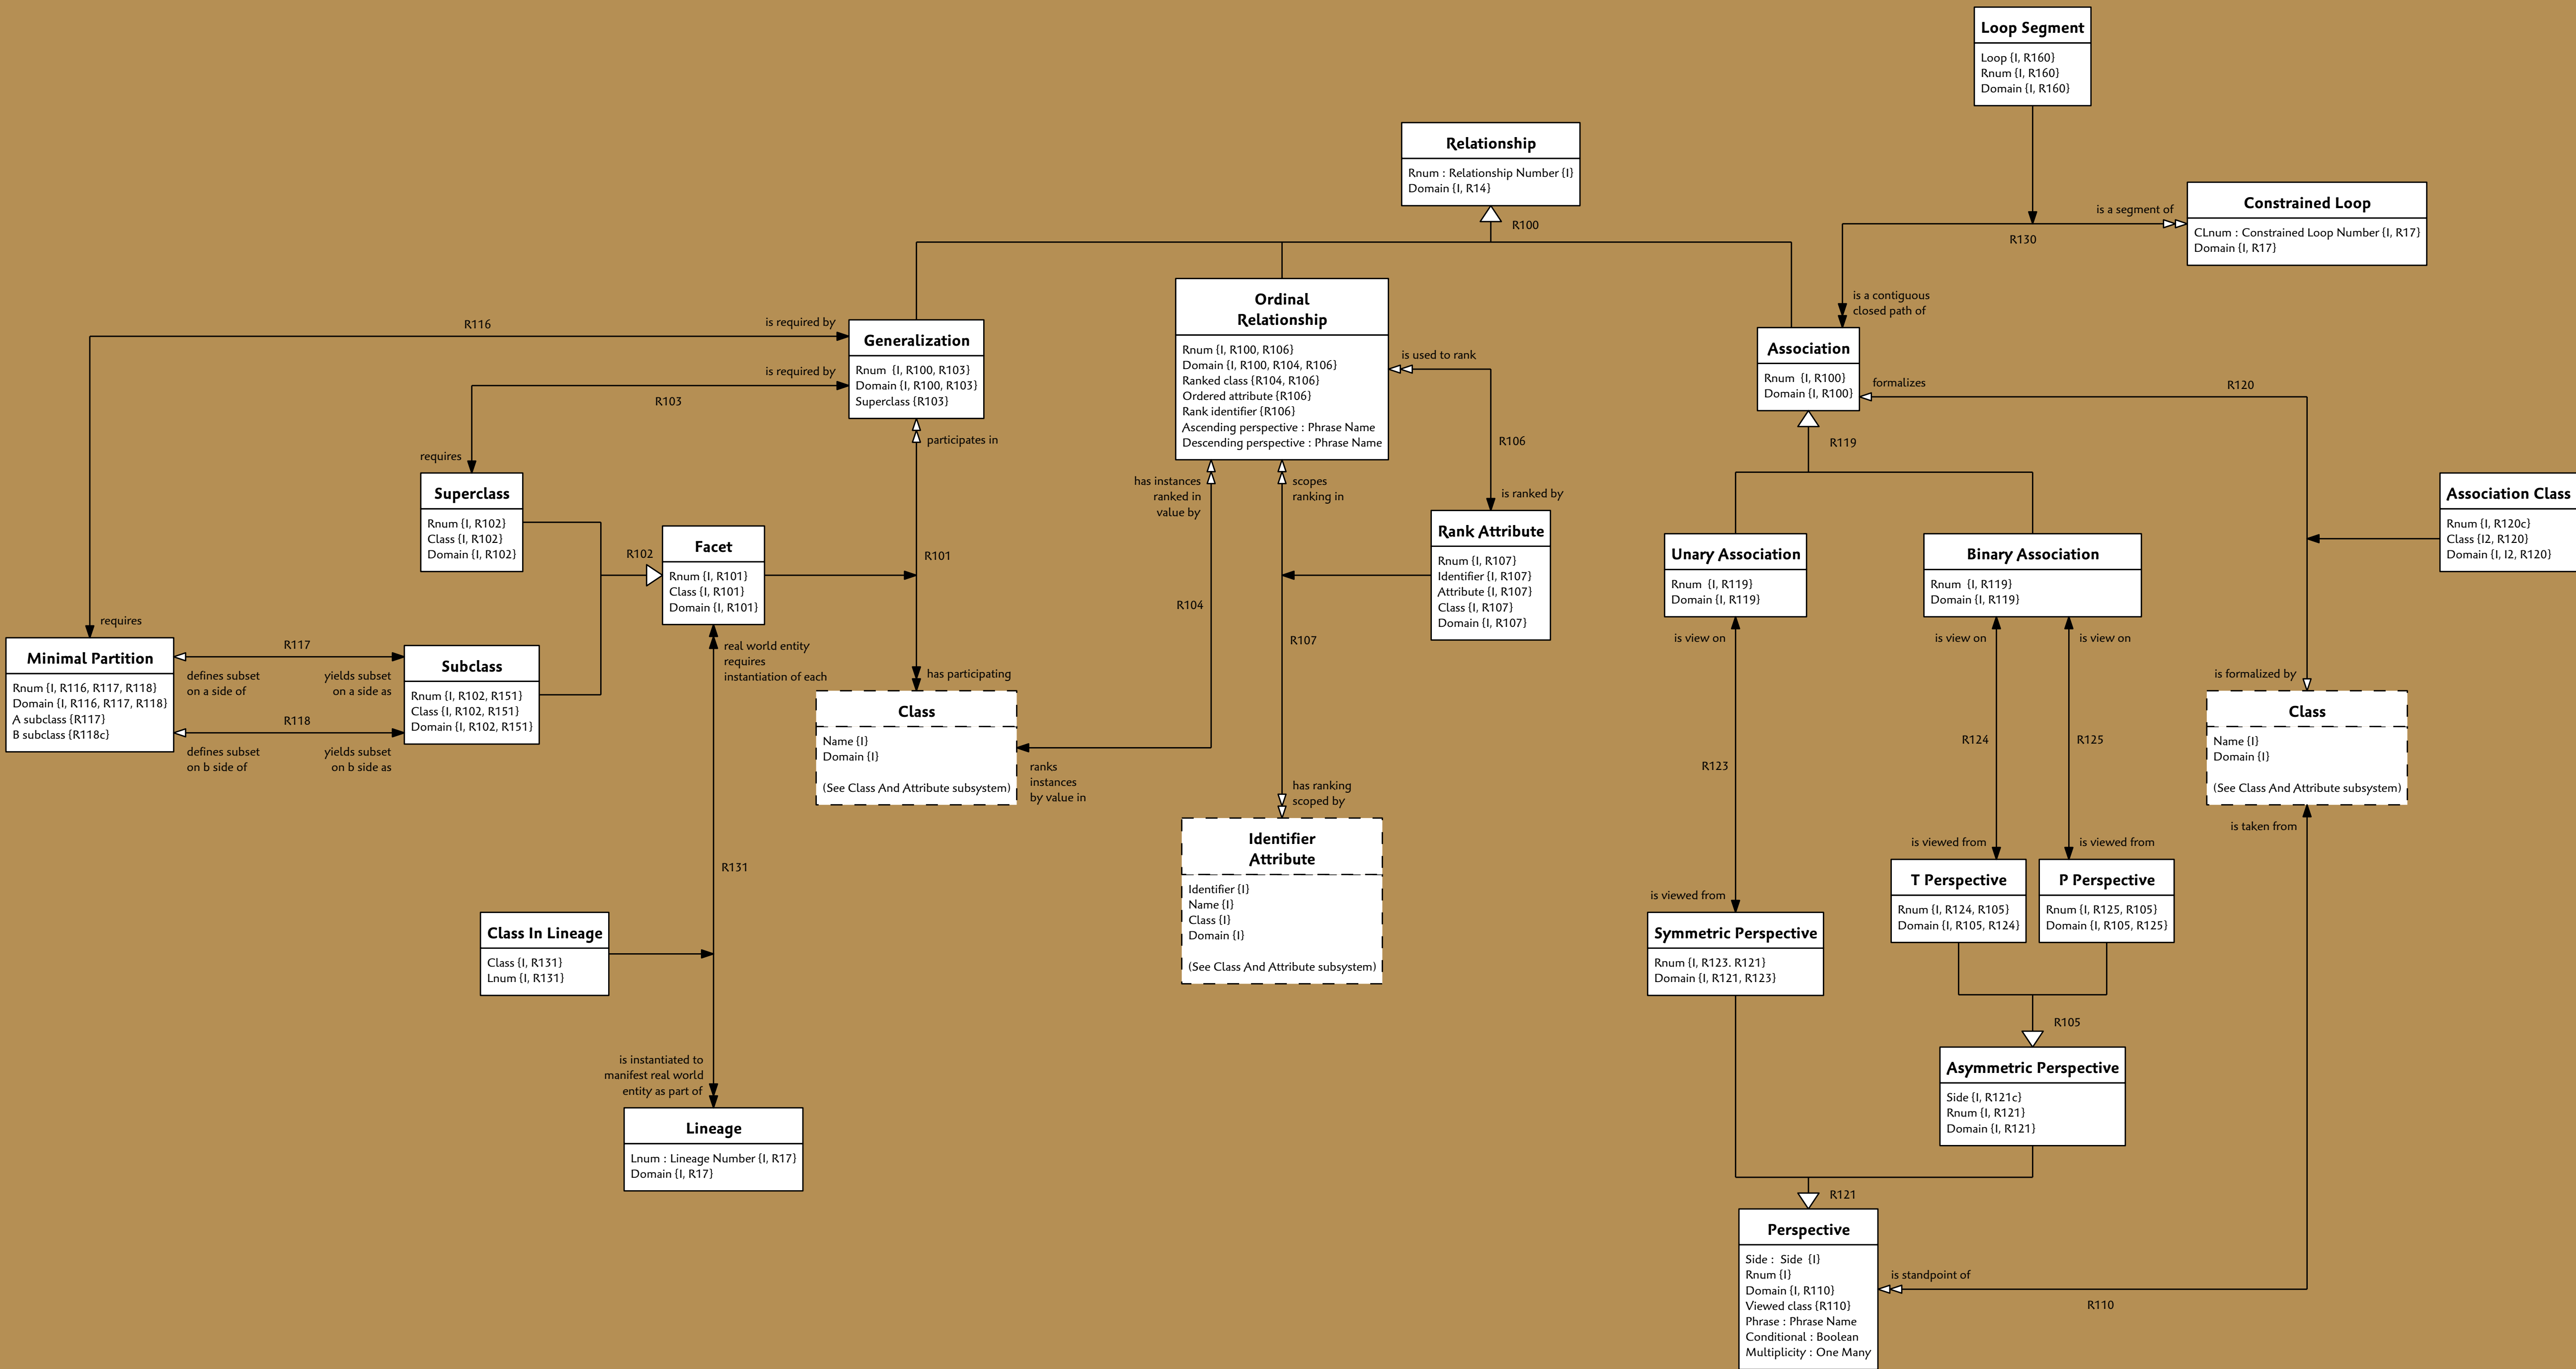 Loop Segment
Loop {I, R160}
Rnum {I, R160}
Domain {I, R160}
Relationship
Rnum : Relationship Number {I}
Domain {I, R14}
R100
is a segment of
R130
Constrained Loop
CLnum : Constrained Loop Number {I, R17}
Domain {I, R17}
is a contiguous
closed path of
R116
is required by
is required by
R103
requires
Generalization
Rnum  {I, R100, R103}
Domain {I, R100, R103}
Superclass {R103}
participates in
Ordinal
Relationship
Rnum {I, R100, R106}
Domain {I, R100, R104, R106}
Ranked class {R104, R106}
Ordered attribute {R106}
Rank identifier {R106}
Ascending perspective : Phrase Name
Descending perspective : Phrase Name
is used to rank
R106
is ranked by
has instances
ranked in
value by
scopes
ranking in
Association
Rnum  {I, R100}
Domain {I, R100}
formalizes
R120
R119
Superclass
Rnum {I, R102}
Class {I, R102}
Domain {I, R102}
R102
Facet
Rnum {I, R101}
Class {I, R101}
Domain {I, R101}
R101
R104
R107
Rank Attribute
Rnum {I, R107}
Identifier {I, R107}
Attribute {I, R107}
Class {I, R107}
Domain {I, R107}
Unary Association
Rnum  {I, R119}
Domain {I, R119}
Binary Association
Rnum  {I, R119}
Domain {I, R119}
Association Class
Rnum {I, R120c}
Class {I2, R120}
Domain {I, I2, R120}
requires
Minimal Partition
Rnum {I, R116, R117, R118}
Domain {I, R116, R117, R118}
A subclass {R117}
B subclass {R118c}
R117
defines subset
on a side of
yields subset
on a side as
R118
defines subset
on b side of
yields subset
on b side as
Subclass
Rnum {I, R102, R151}
Class {I, R102, R151}
Domain {I, R102, R151}
real world entity
requires
instantiation of each
has participating
Class
Name {I}
Domain {I}
(See Class And Attribute subsystem)
ranks
instances
by value in
is view on
is view on
is view on
R123
R124
R125
is formalized by
Class
Name {I}
Domain {I}
(See Class And Attribute subsystem)
is taken from
has ranking
scoped by
Identifier
Attribute
Identifier {I}
Name {I}
Class {I}
Domain {I}
(See Class And Attribute subsystem)
R131
is viewed from
is viewed from
is viewed from
T Perspective
Rnum {I, R124, R105}
Domain {I, R105, R124}
P Perspective
Rnum {I, R125, R105}
Domain {I, R105, R125}
Class In Lineage
Class {I, R131}
Lnum {I, R131}
Symmetric Perspective
Rnum {I, R123. R121}
Domain {I, R121, R123}
R105
Asymmetric Perspective
Side {I, R121c}
Rnum {I, R121}
Domain {I, R121}
is instantiated to
manifest real world
entity as part of
Lineage
Lnum : Lineage Number {I, R17}
Domain {I, R17}
R121
Perspective
Side :  Side  {I}
Rnum {I}
Domain {I, R110}
Viewed class {R110}
Phrase : Phrase Name
Conditional : Boolean
Multiplicity : One Many
is standpoint of
R110